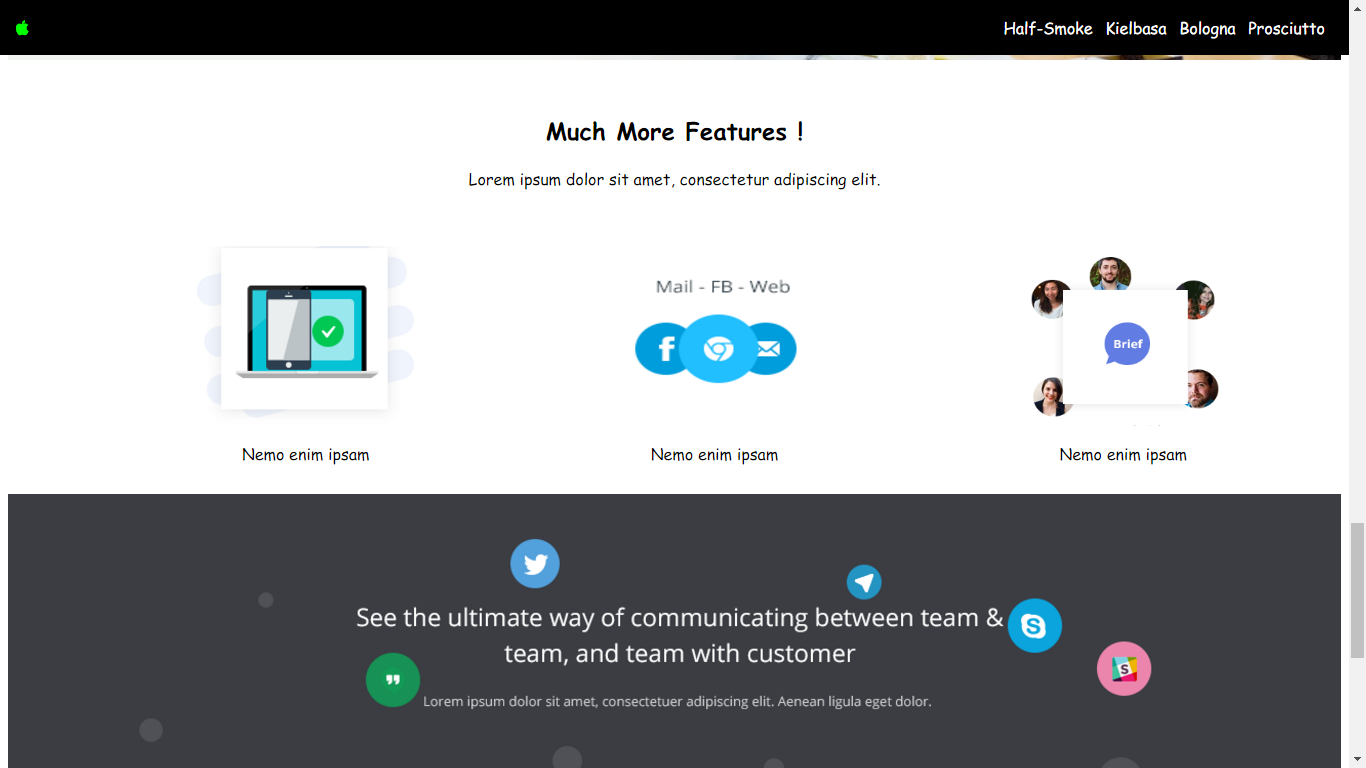 Half-Smoke Kielbasa Bologna Prosciutto
Much More Features !
Lorem ipsum dolor sit amet, consectetur adipiscing elit.
Mail - FB - Web
Brief
Nemo enim ipsam
Nemo enim ipsam
Nemo enim ipsam
See the ultimate way of communicating between team &
team, and team with customer
Lorem ipsum dolor sit amet, consectetuer adipiscing elit. Aenean ligula eget dolor.